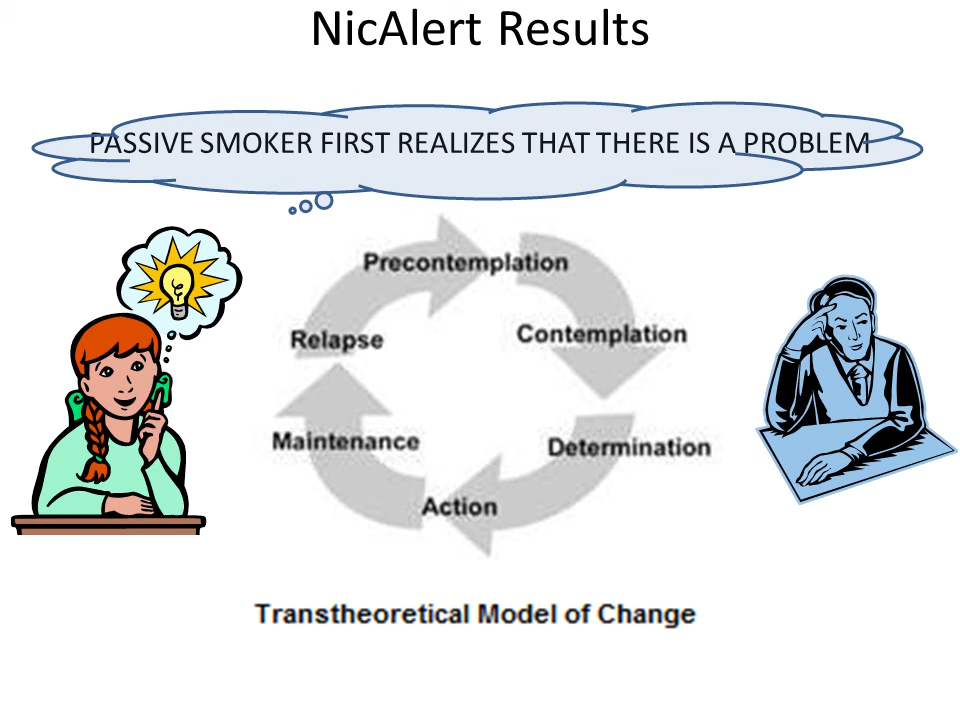 NicAlert Results
PASSIVE SMOKER FIRST REALIZES THAT THERE IS A PROBLEM
Precontemplation
Contemplation
Determination
Action
Maintenance
Relapse
Transtheoretical Model of Change